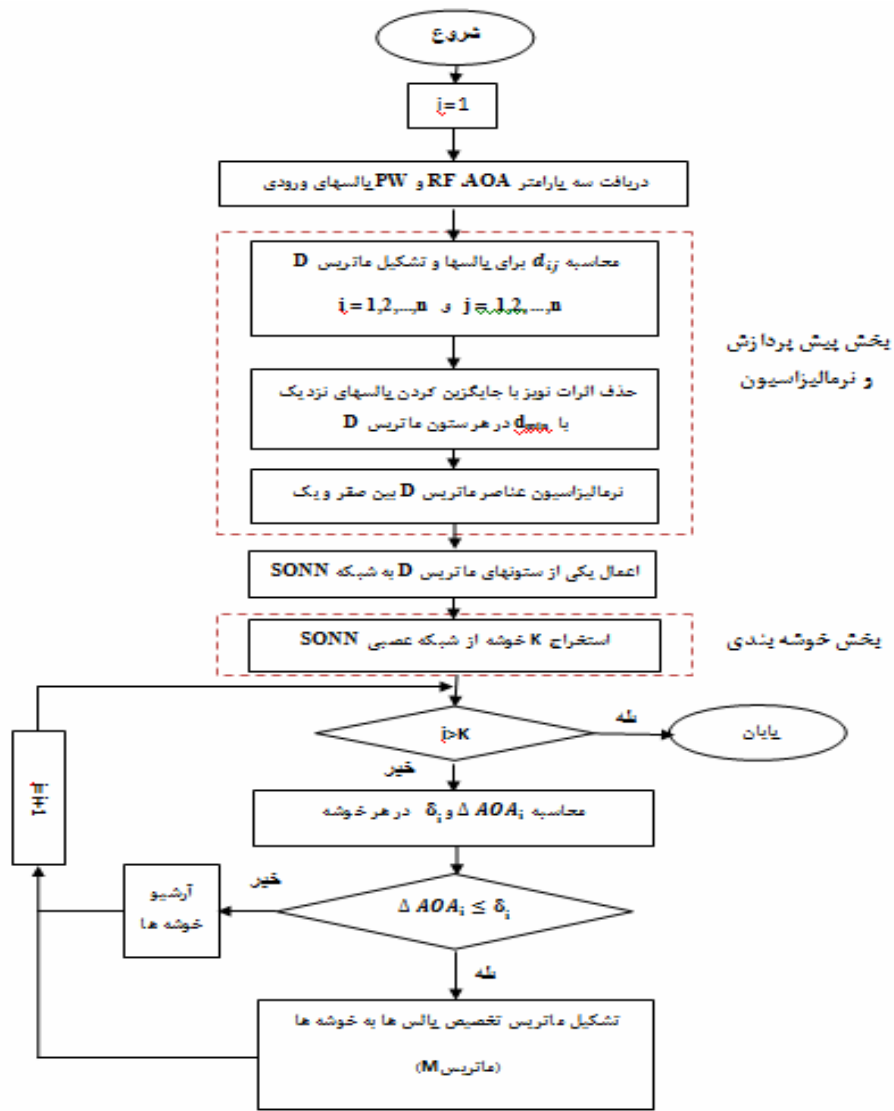 شروع
i=1
دریافت سه پارامتر RF ،AOA و PW پالسهای ورودی
محاسبه dij برای پالسها و تشکیل ماتریس D
i = 1,2,...,n و j = 1,2,...,n
حذف اثرات نویز با جایگزین کردن پالسهای نزدیک
با dmin در هر ستون ماتریس D
نرمالیزاسیون عناصر ماتریس D بین صفر و یک
بخش پیش پردازش
و نرمالیزاسیون
اعمال یکی از ستونهای ماتریس D به شبکه SONN
استخراج K خوشه از شبکه عصبی SONN
بخش خوشه بندی
i>K
بله
پایان
خیر
i=i+1
محاسبه Δ AOAi و δi در هر خوشه
Δ AOAi ≤ δi
خیر
آرشیو
خوشه ها
بله
تشکیل ماتریس تخصیص پالس ها به خوشه ها
(ماتریس M)